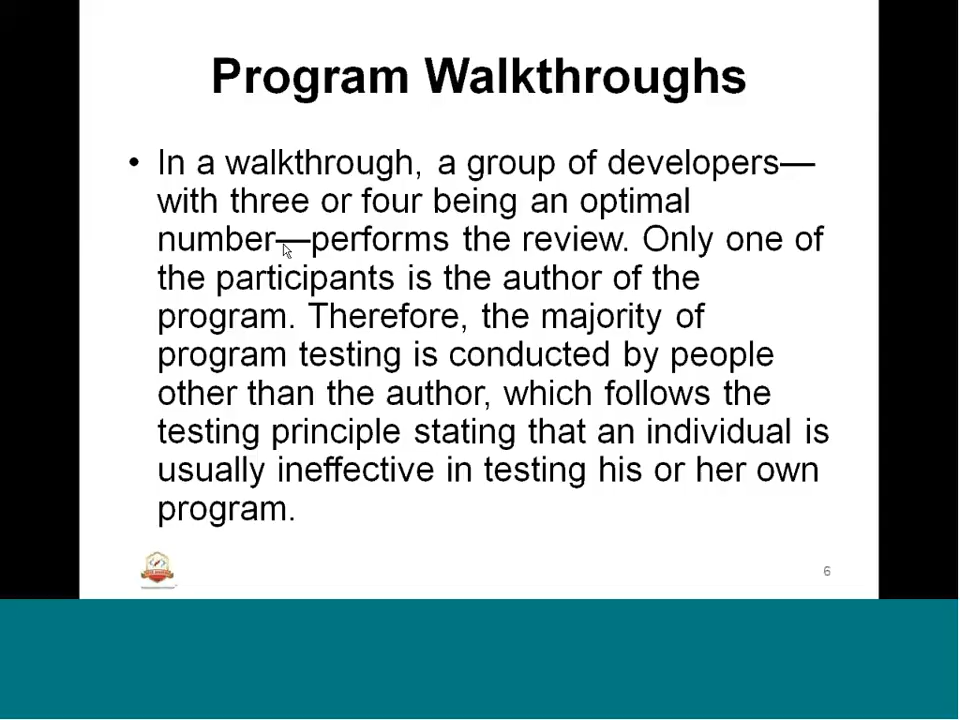 Program Walkthroughs
• In a walkthrough, a group of developers—
with three or four being an optimal
number—performs the review. Only one of
the participants is the author of the
program. Therefore, the majority of
program testing is conducted by people
other than the author, which follows the
testing principle stating that an individual is
usually ineffective in testing his or her own
program.
6